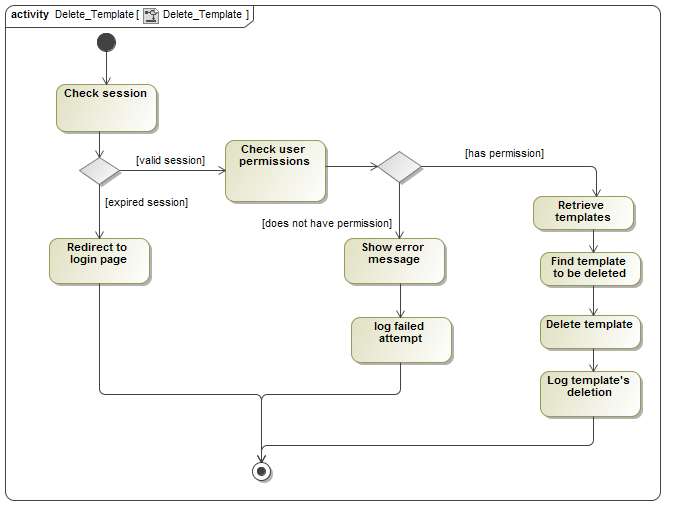 activity Delete_Template [ Delete_Template ]
Check session
[valid session]
[expired session]
Check user
permissions
[has permission]
[does not have permission]
Redirect to
login page
Show error
message
log failed
attempt
Retrieve
templates
Find template
to be deleted
Delete template
Log template's
deletion